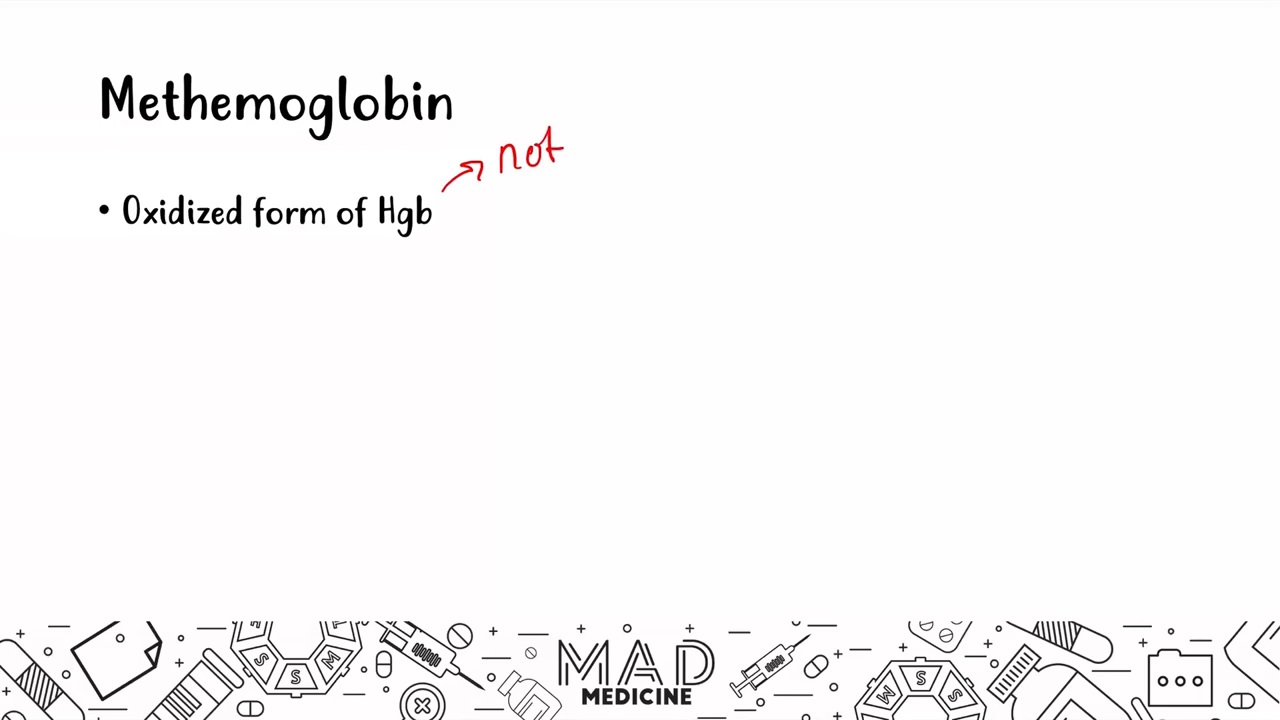 Methemoglobin
not
• Oxidized form of Hgb
S
S
M
MAD
MEDICINE
M
S
S